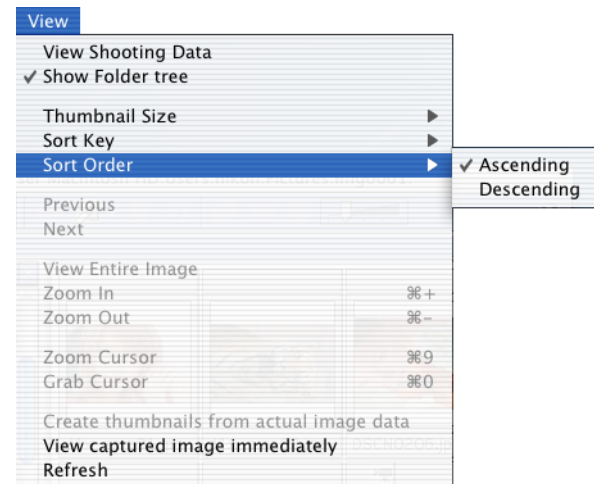 View
View Shooting Data
✓ Show Folder tree
Thumbnail Size ▶
Sort Key ▶
Sort Order ▶
✓ Ascending
Descending
Previous
Next
View Entire Image
Zoom In ⌘+
Zoom Out ⌘-
Zoom Cursor ⌘9
Grab Cursor ⌘0
Create thumbnails from actual image data
View captured image immediately
Refresh